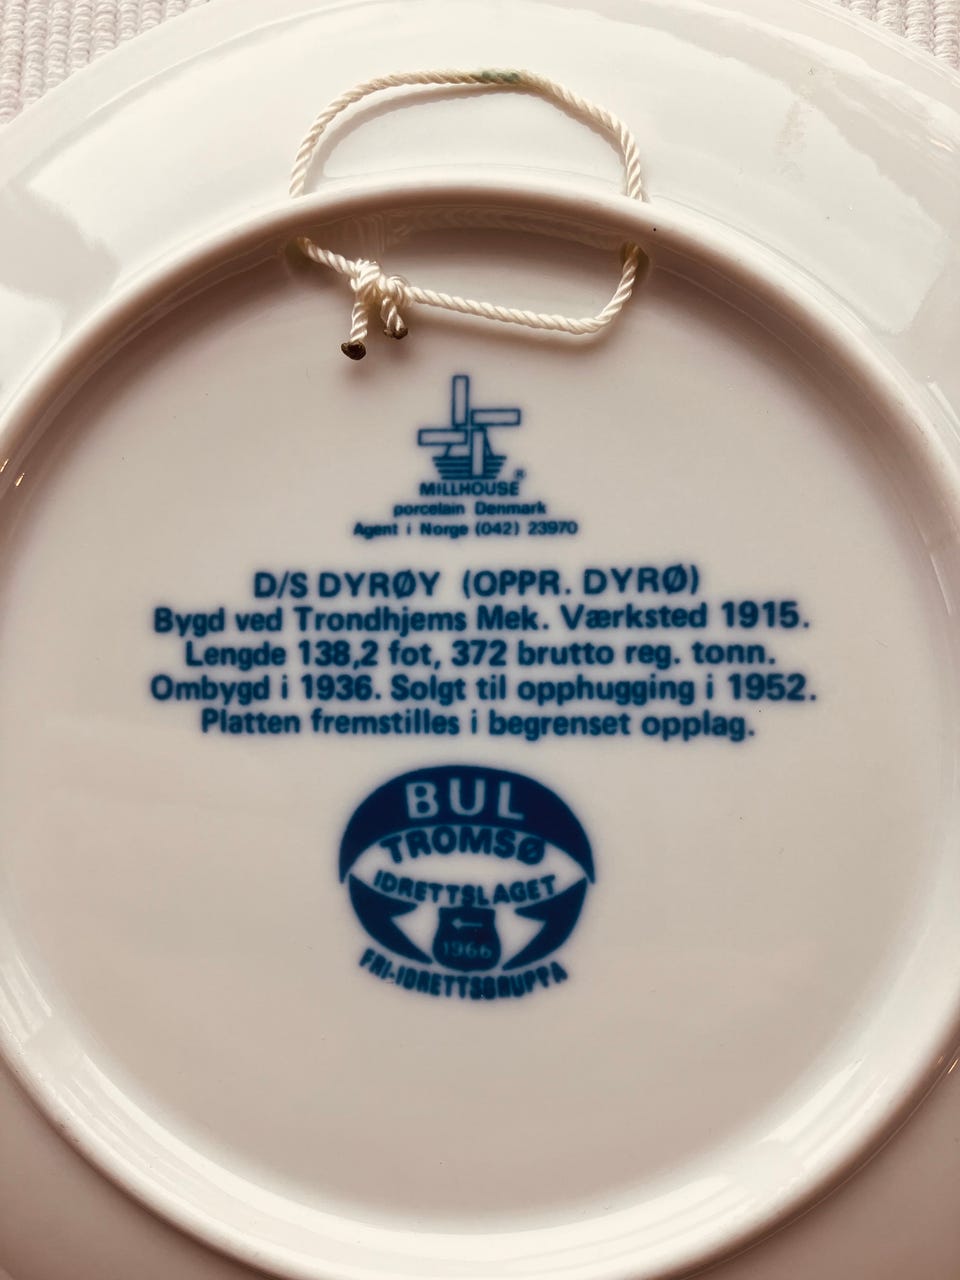 ®
MILLHOUSE
porcelain Denmark
Agent i Norge (042) 23970
D/S DYRØY (OPPR. DYRØ)
Bygd ved Trondhjems Mek. Værksted 1915.
Lengde 138,2 fot, 372 brutto reg. tonn.
Ombygd i 1936. Solgt til opphugging i 1952.
Platten fremstilles i begrenset opplag.
BUL
TROMSØ
IDRETTSLAGET
1966
FRI-IDRETTSGRUPPA